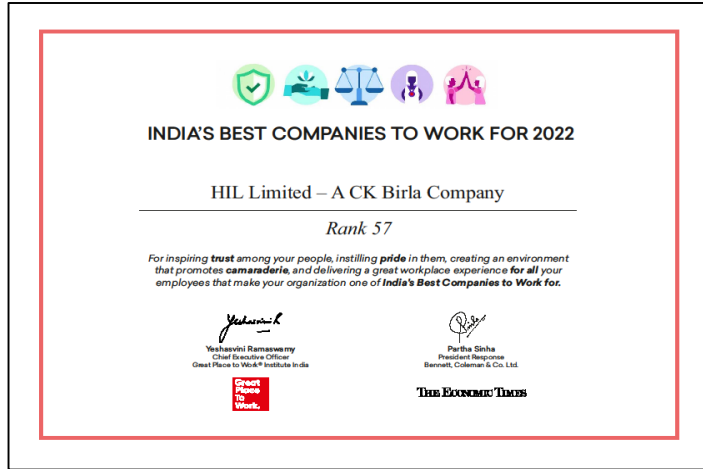 INDIA'S BEST COMPANIES TO WORK FOR 2022
HIL Limited – A CK Birla Company
Rank 57
For inspiring trust among your people, instilling pride in them, creating an environment
that promotes camaraderie, and delivering a great workplace experience for all your
employees that make your organization one of India's Best Companies to Work for.
Yeshasvini R
Yeshasvini Ramaswamy
Chief Executive Officer
Great Place to Work® Institute India
Great
Place
To
Work.
Partha Sinha
President Response
Bennett, Coleman & Co. Ltd.
THE ECONOMIC TIMES